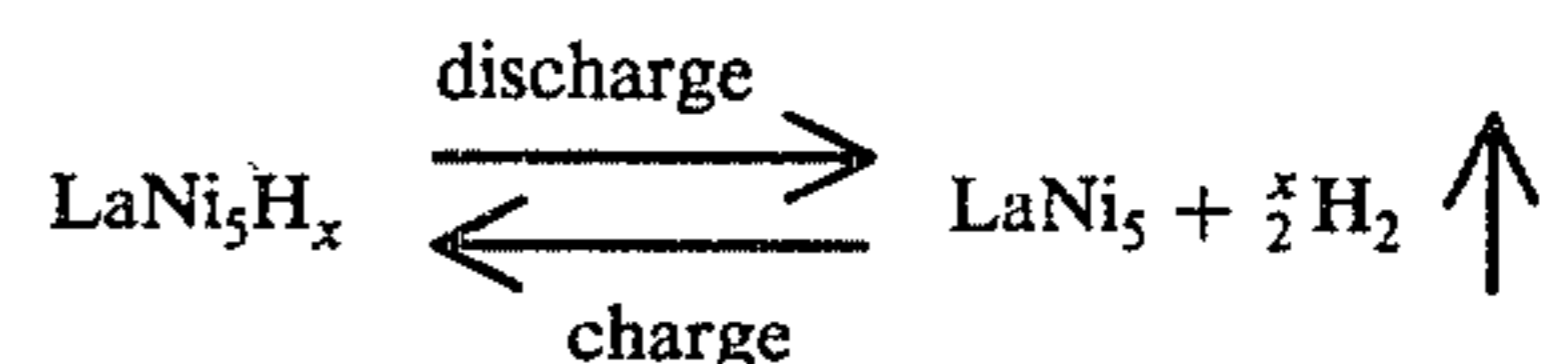 discharge
LaNi₅Hₓ ⇄ LaNi₅ + x/2 H₂ ↑
charge